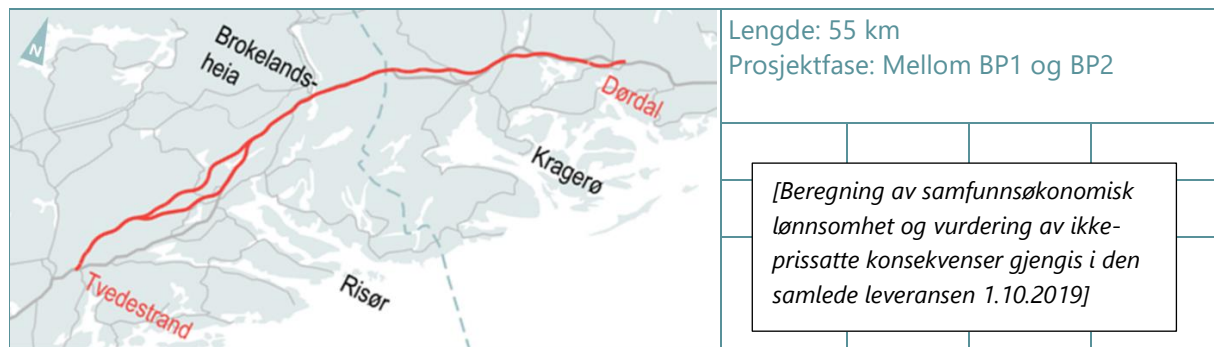 N
Brokelands-
heia
Dørdal
Kragerø
Risør
Tvedestrand
Lengde: 55 km
Prosjektfase: Mellom BP1 og BP2
[Beregning av samfunnsøkonomisk
lønnsomhet og vurdering av ikke-
prissatte konsekvenser gjengis i den
samlede leveransen 1.10.2019]